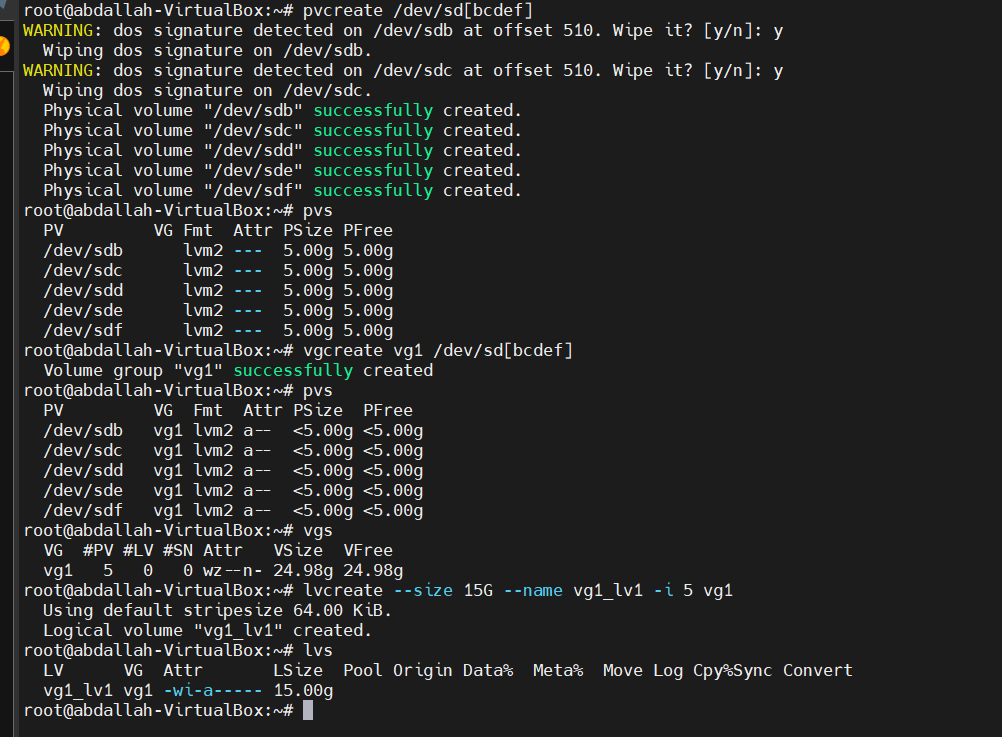 root@abdallah-VirtualBox:~# pvcreate /dev/sd[bcdef]
WARNING: dos signature detected on /dev/sdb at offset 510. Wipe it? [y/n]: y
  Wiping dos signature on /dev/sdb.
WARNING: dos signature detected on /dev/sdc at offset 510. Wipe it? [y/n]: y
  Wiping dos signature on /dev/sdc.
  Physical volume "/dev/sdb" successfully created.
  Physical volume "/dev/sdc" successfully created.
  Physical volume "/dev/sdd" successfully created.
  Physical volume "/dev/sde" successfully created.
  Physical volume "/dev/sdf" successfully created.
root@abdallah-VirtualBox:~# pvs
  PV         VG Fmt  Attr PSize PFree
  /dev/sdb      lvm2 ---  5.00g 5.00g
  /dev/sdc      lvm2 ---  5.00g 5.00g
  /dev/sdd      lvm2 ---  5.00g 5.00g
  /dev/sde      lvm2 ---  5.00g 5.00g
  /dev/sdf      lvm2 ---  5.00g 5.00g
root@abdallah-VirtualBox:~# vgcreate vg1 /dev/sd[bcdef]
  Volume group "vg1" successfully created
root@abdallah-VirtualBox:~# pvs
  PV         VG  Fmt  Attr PSize  PFree
  /dev/sdb   vg1 lvm2 a--  <5.00g <5.00g
  /dev/sdc   vg1 lvm2 a--  <5.00g <5.00g
  /dev/sdd   vg1 lvm2 a--  <5.00g <5.00g
  /dev/sde   vg1 lvm2 a--  <5.00g <5.00g
  /dev/sdf   vg1 lvm2 a--  <5.00g <5.00g
root@abdallah-VirtualBox:~# vgs
  VG  #PV #LV #SN Attr   VSize  VFree
  vg1   5   0   0 wz--n- 24.98g 24.98g
root@abdallah-VirtualBox:~# lvcreate --size 15G --name vg1_lv1 -i 5 vg1
  Using default stripesize 64.00 KiB.
  Logical volume "vg1_lv1" created.
root@abdallah-VirtualBox:~# lvs
  LV      VG  Attr       LSize  Pool Origin Data%  Meta%  Move Log Cpy%Sync Convert
  vg1_lv1 vg1 -wi-a----- 15.00g
root@abdallah-VirtualBox:~#